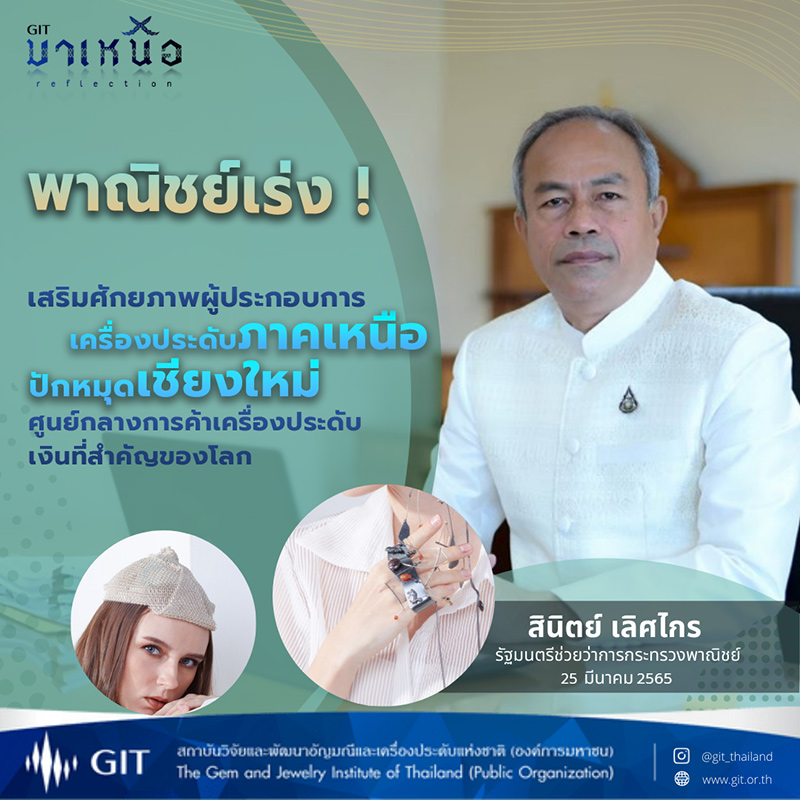 GIT
มาเหนือ
reflection
พาณิชย์เร่ง !
เสริมศักยภาพผู้ประกอบการ
เครื่องประดับภาคเหนือ
ปักหมุดเชียงใหม่
ศูนย์กลางการค้าเครื่องประดับ
เงินที่สำคัญของโลก
สินิตย์ เลิศไกร
รัฐมนตรีช่วยว่าการกระทรวงพาณิชย์
25 มีนาคม 2565
GIT
สถาบันวิจัยและพัฒนาอัญมณีและเครื่องประดับแห่งชาติ (องค์การมหาชน)
The Gem and Jewelry Institute of Thailand (Public Organization)
@git_thailand
www.git.or.th